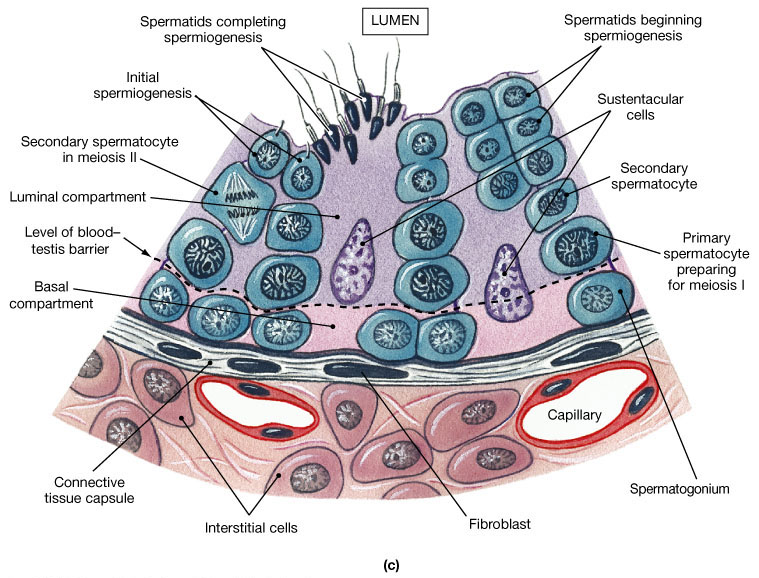 Spermatids completing
spermiogenesis
LUMEN
Spermatids beginning
spermiogenesis
Initial
spermiogenesis
Sustentacular
cells
Secondary spermatocyte
in meiosis II
Secondary
spermatocyte
Luminal compartment
Level of blood–
testis barrier
Primary
spermatocyte
preparing
for meiosis I
Basal
compartment
Capillary
Connective
tissue capsule
Spermatogonium
Interstitial cells
Fibroblast
(c)